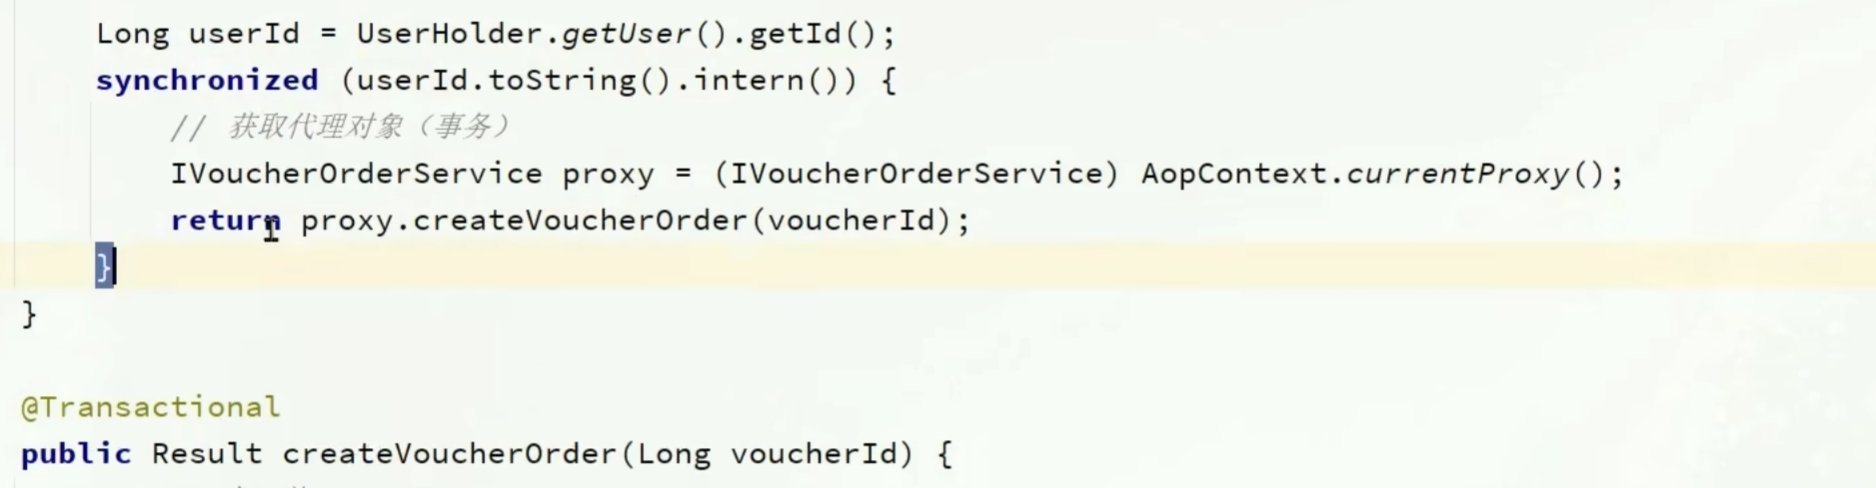 Long userId = UserHolder.getUser().getId();
synchronized (userId.toString().intern()) {
// 获取代理对象（事务）
IVoucherOrderService proxy = (IVoucherOrderService) AopContext.currentProxy();
return proxy.createVoucherOrder(voucherId);
}
}
@Transactional
public Result createVoucherOrder(Long voucherId) {